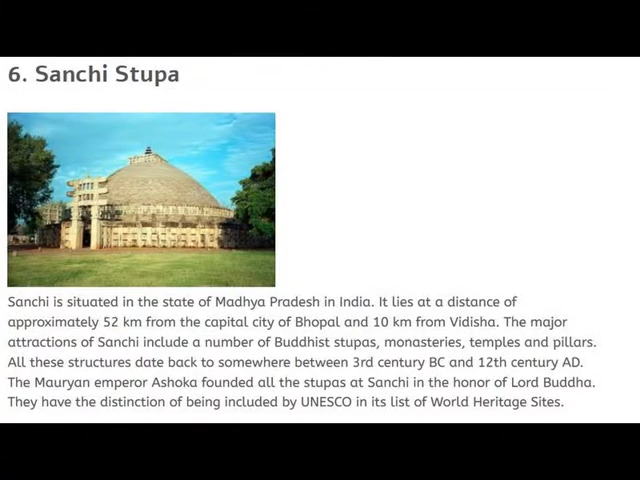 6. Sanchi Stupa
Sanchi is situated in the state of Madhya Pradesh in India. It lies at a distance of
approximately 52 km from the capital city of Bhopal and 10 km from Vidisha. The major
attractions of Sanchi include a number of Buddhist stupas, monasteries, temples and pillars.
All these structures date back to somewhere between 3rd century BC and 12th century AD.
The Mauryan emperor Ashoka founded all the stupas at Sanchi in the honor of Lord Buddha.
They have the distinction of being included by UNESCO in its list of World Heritage Sites.